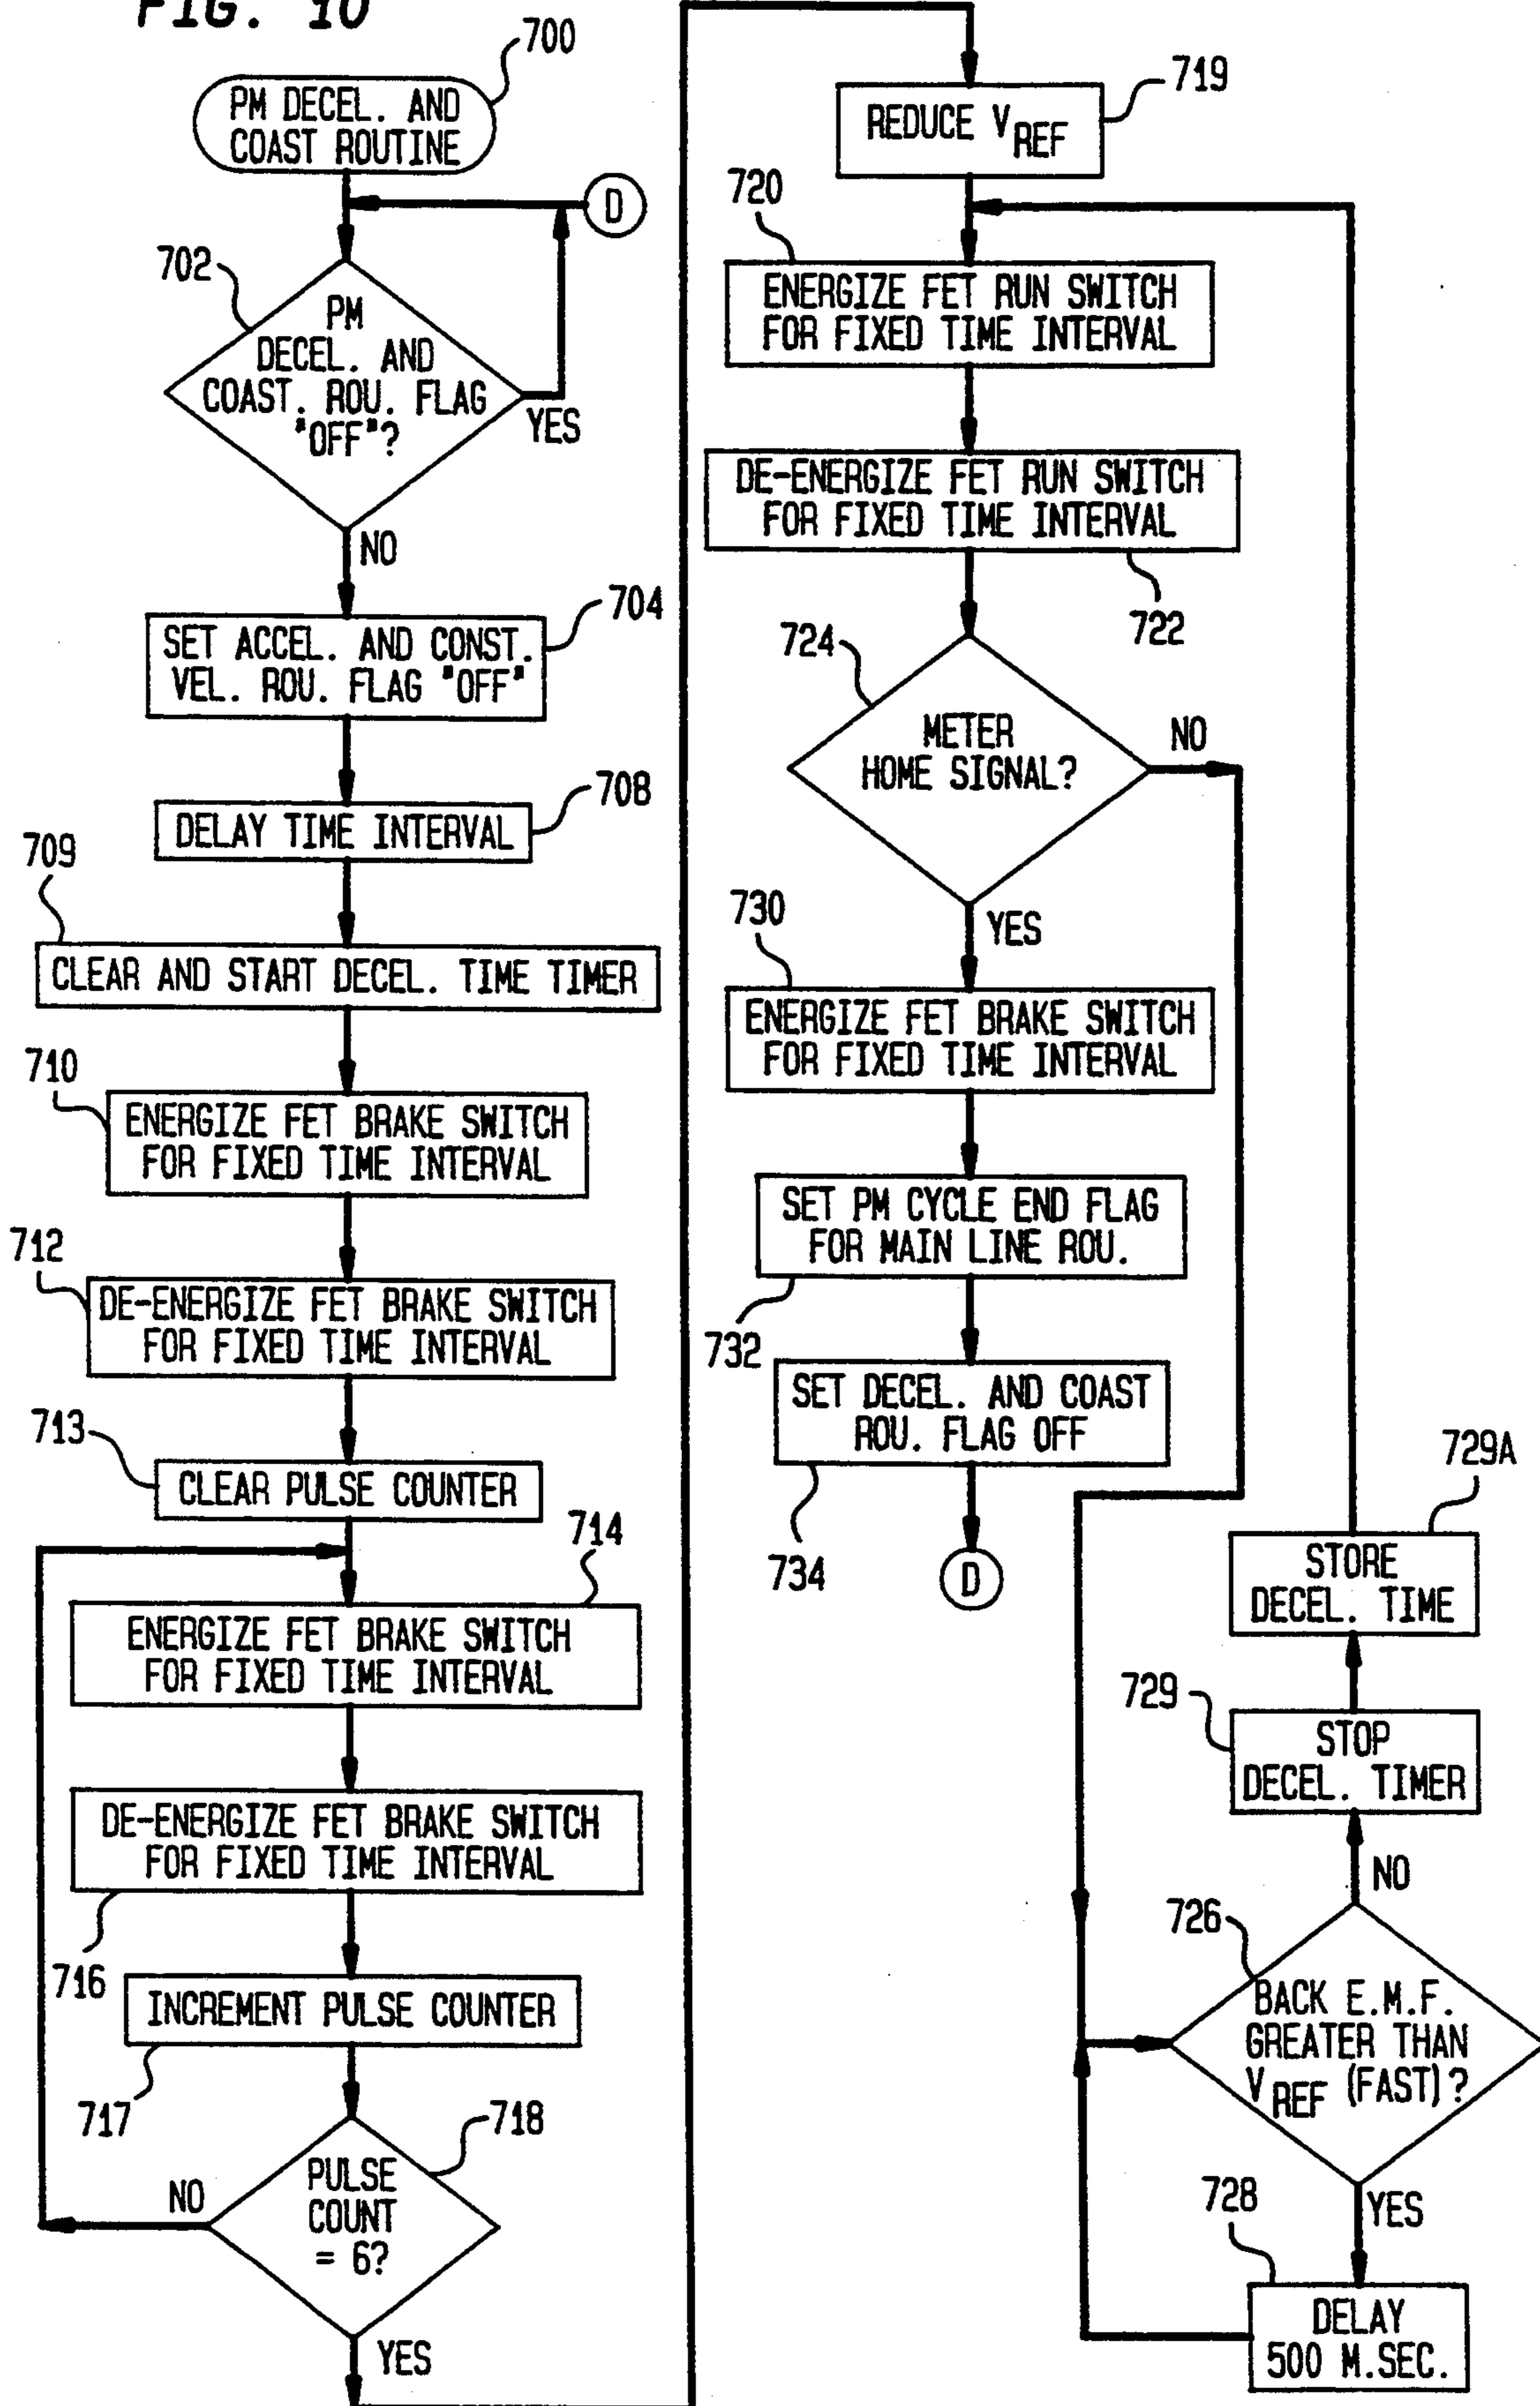 FIG. 10
700
PM DECEL. AND
COAST ROUTINE
D
702
PM
DECEL. AND
COAST. ROU. FLAG
"OFF"?
YES
NO
704
SET ACCEL. AND CONST.
VEL. ROU. FLAG "OFF"
708
DELAY TIME INTERVAL
709
CLEAR AND START DECEL. TIME TIMER
710
ENERGIZE FET BRAKE SWITCH
FOR FIXED TIME INTERVAL
712
DE-ENERGIZE FET BRAKE SWITCH
FOR FIXED TIME INTERVAL
713
CLEAR PULSE COUNTER
714
ENERGIZE FET BRAKE SWITCH
FOR FIXED TIME INTERVAL
DE-ENERGIZE FET BRAKE SWITCH
FOR FIXED TIME INTERVAL
716
INCREMENT PULSE COUNTER
717
718
PULSE
COUNT
= 6?
NO
YES
719
REDUCE VREF
720
ENERGIZE FET RUN SWITCH
FOR FIXED TIME INTERVAL
DE-ENERGIZE FET RUN SWITCH
FOR FIXED TIME INTERVAL
722
724
METER
HOME SIGNAL?
NO
YES
730
ENERGIZE FET BRAKE SWITCH
FOR FIXED TIME INTERVAL
SET PM CYCLE END FLAG
FOR MAIN LINE ROU.
732
SET DECEL. AND COAST
ROU. FLAG OFF
734
D
729A
STORE
DECEL. TIME
729
STOP
DECEL. TIMER
NO
726
BACK E.M.F.
GREATER THAN
VREF (FAST)?
YES
728
DELAY
500 M.SEC.